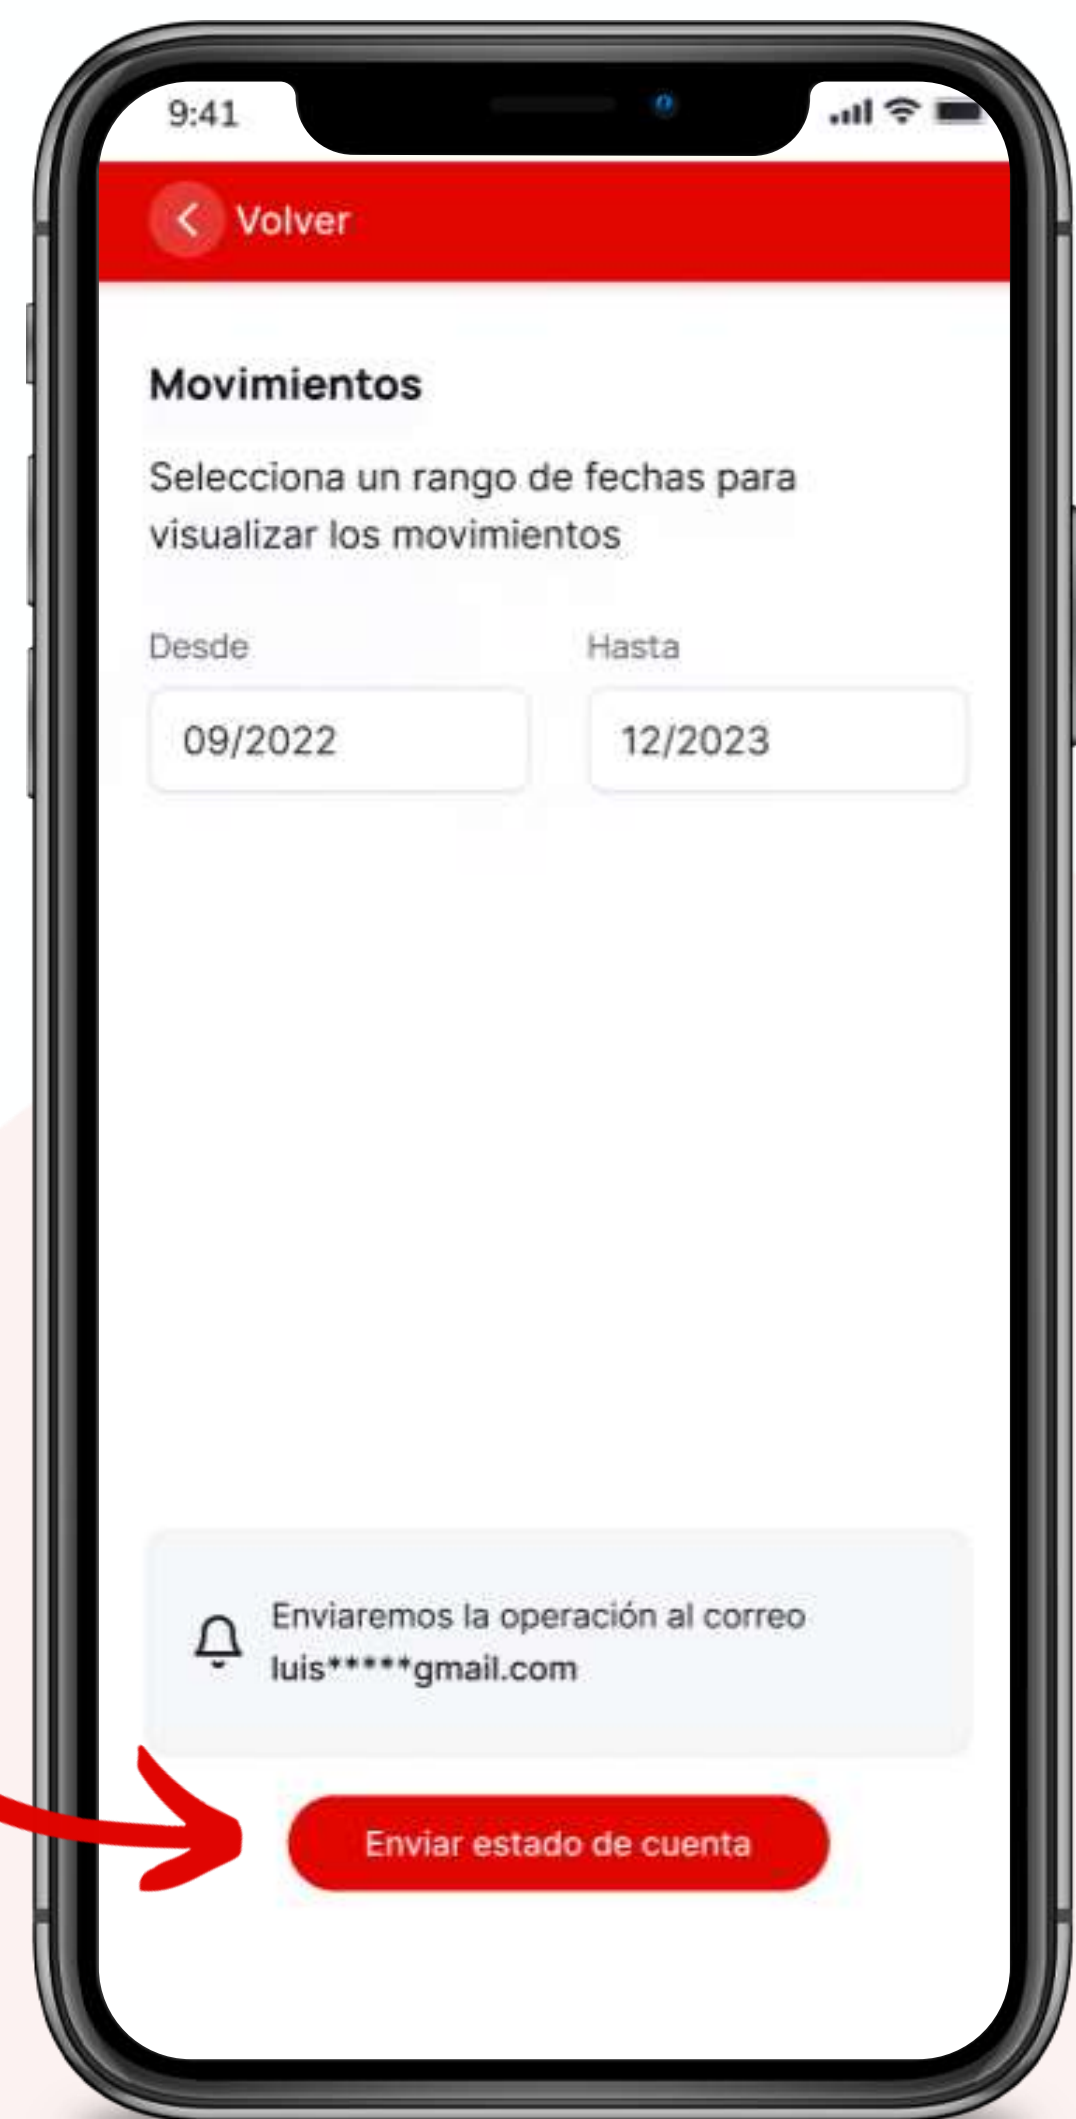 9:41
Volver
Movimientos
Selecciona un rango de fechas para
visualizar los movimientos
Desde Hasta
09/2022 12/2023
Enviaremos la operación al correo
luis*****gmail.com
Enviar estado de cuenta